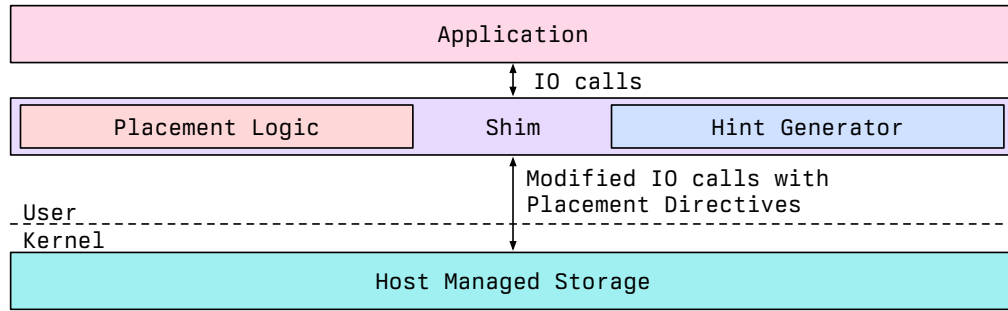 Application
IO calls
Placement Logic
Shim
Hint Generator
Modified IO calls with
Placement Directives
User
Kernel
Host Managed Storage